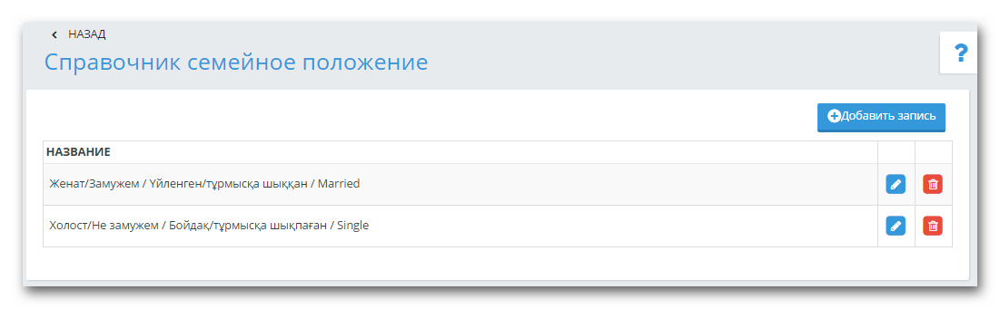 НАЗАД
Справочник семейное положение
?
Добавить запись
НАЗВАНИЕ
Женат/Замужем / Үйленген/тұрмысқа шыққан / Married
Холост/Не замужем / Бойдақ/тұрмысқа шықпаған / Single